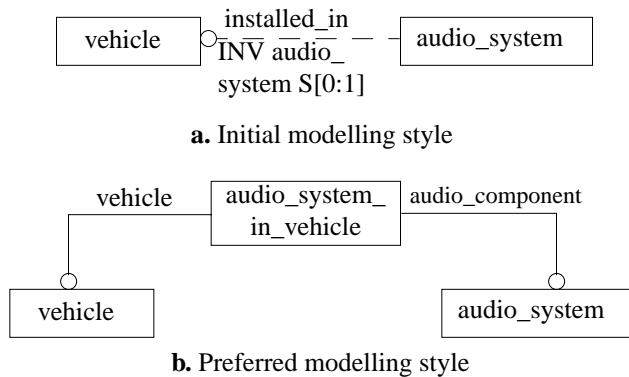 installed_in
vehicle
audio_system
INV audio_
system S[0:1]
a. Initial modelling style
vehicle
audio_system_
in_vehicle
audio_component
vehicle
audio_system
b. Preferred modelling style